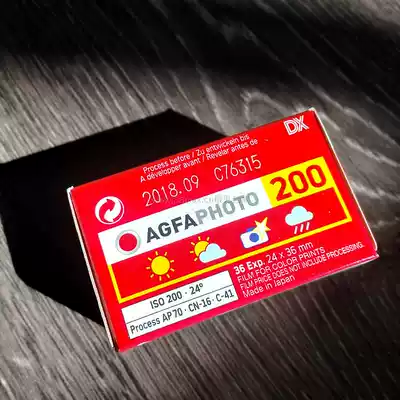 DX
Process before / Zu entwickeln bis
A développer avant / Revelar antes de
2018.09 C76315
AGFAPHOTO 200
36 Exp. 24 x 36 mm
FILM FOR COLOR PRINTS
FILM PRICE DOES NOT INCLUDE PROCESSING.
Made in Japan
ISO 200 · 24°
Process AP 70 · CN-16 · C-41